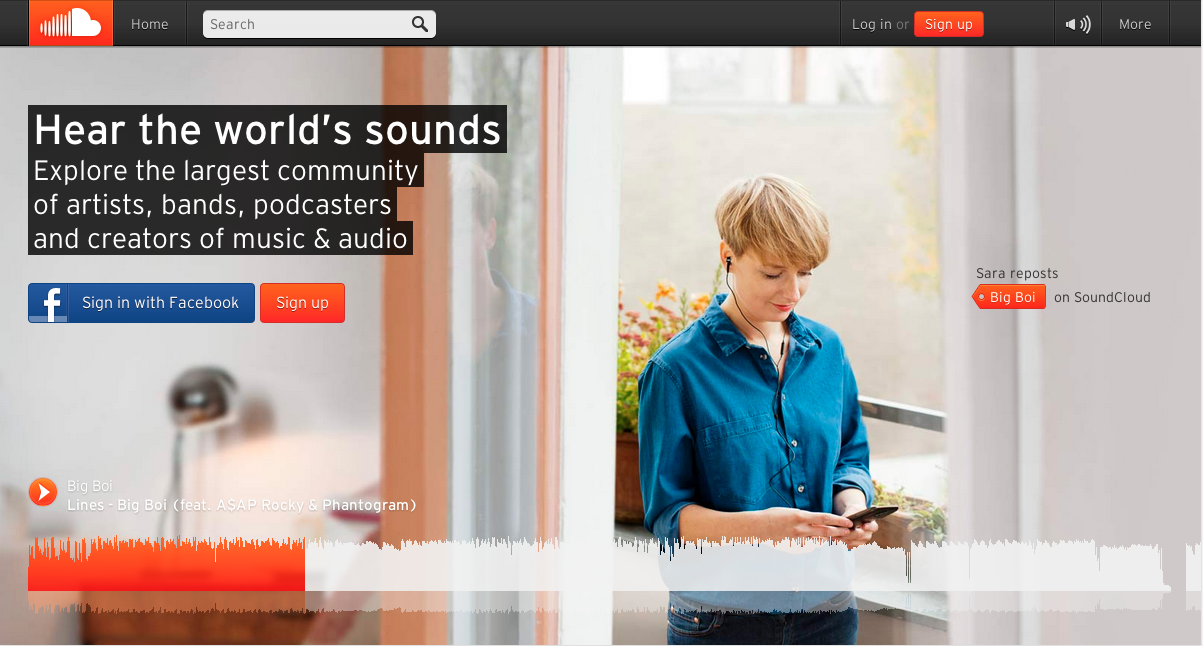 Home
Search
Log in or Sign up
More
Hear the world's sounds
Explore the largest community
of artists, bands, podcasters
and creators of music & audio
Sign in with Facebook
Sign up
Sara reposts
Big Boi on SoundCloud
Big Boi
Lines - Big Boi (feat. A$AP Rocky & Phantogram)